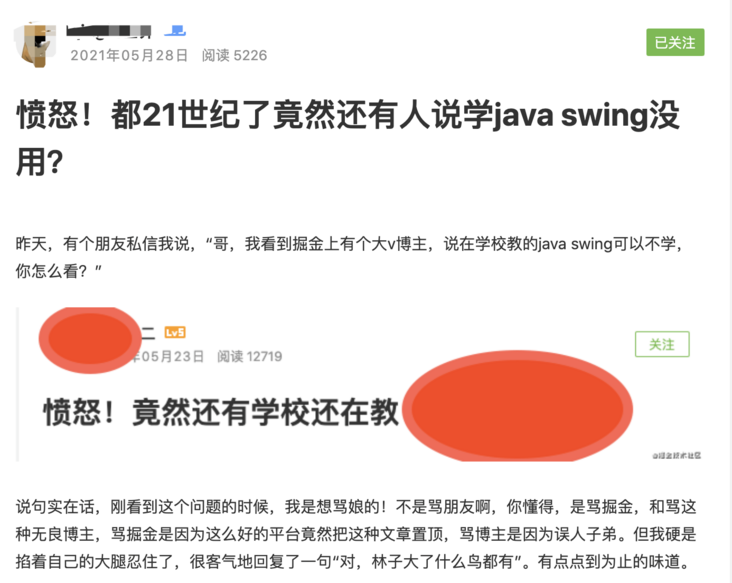 2021年05月28日 阅读 5226
已关注
愤怒！都21世纪了竟然还有人说学java swing没
用?
昨天，有个朋友私信我说，“哥，我看到掘金上有个大v博主，说在学校教的java swing可以不学，
你怎么看？”
二 Lv5
年05月23日 阅读 12719
关注
愤怒！竟然还有学校还在教
@掘金技术社区
说句实在话，刚看到这个问题的时候，我是想骂娘的！不是骂朋友啊，你懂得，是骂掘金，和骂这
种无良博主，骂掘金是因为这么好的平台竟然把这种文章置顶，骂博主是因为误人子弟。但我硬是
掐着自己的大腿忍住了，很客气地回复了一句“对，林子大了什么鸟都有”。有点点到为止的味道。